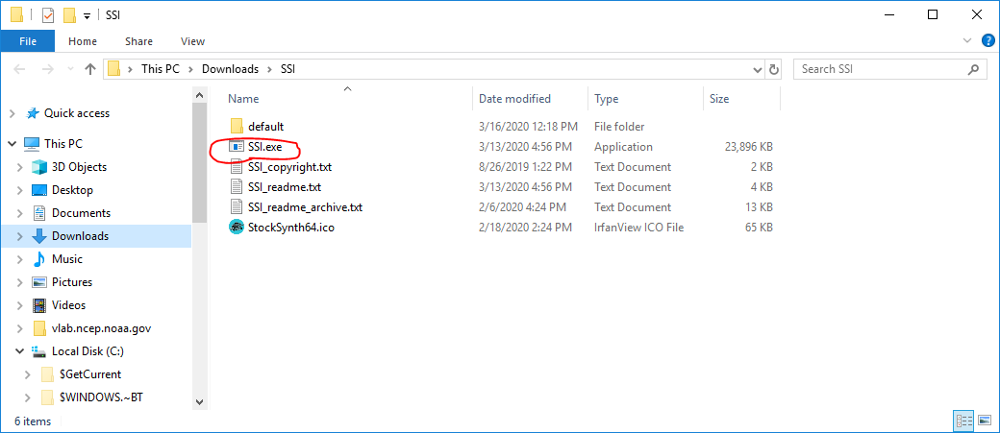 SSI
File Home Share View
This PC Downloads SSI Search SSI
Name Date modified Type Size
Quick access
This PC
3D Objects
Desktop
Documents
Downloads
Music
Pictures
Videos
vlab.ncep.noaa.gov
Local Disk (C:)
$GetCurrent
$WINDOWS.~BT
default 3/16/2020 12:18 PM File folder
SSI.exe 3/13/2020 4:56 PM Application 23,896 KB
SSI_copyright.txt 8/26/2019 1:22 PM Text Document 2 KB
SSI_readme.txt 3/13/2020 4:56 PM Text Document 4 KB
SSI_readme_archive.txt 2/6/2020 4:24 PM Text Document 13 KB
StockSynth64.ico 2/18/2020 2:24 PM IrfanView ICO File 65 KB
6 items